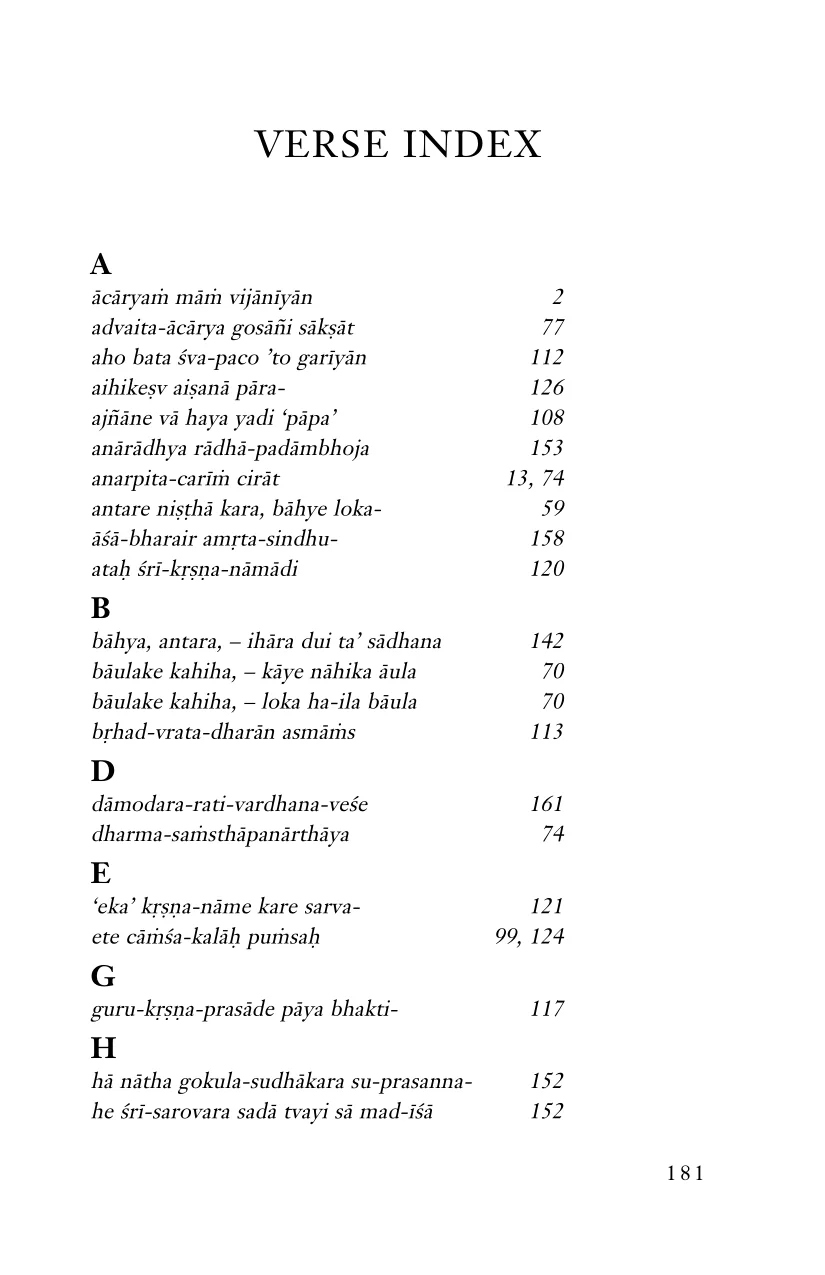 VERSE INDEX
A
ācāryaṁ māṁ vijānīyān 2
advaita-ācārya gosāñi sākṣāt 77
aho bata śva-paco ’to garīyān 112
aihikeṣv aiṣanā pāra- 126
ajñāne vā haya yadi ‘pāpa’ 108
anārādhya rādhā-padāmbhoja 153
anarpita-carīṁ cirāt 13, 74
antare niṣṭhā kara, bāhye loka- 59
āśā-bharair amṛta-sindhu- 158
ataḥ śrī-kṛṣṇa-nāmādi 120
B
bāhya, antara, – ihāra dui ta’ sādhana 142
bāulake kahiha, – kāye nāhika āula 70
bāulake kahiha, – loka ha-ila bāula 70
bṛhad-vrata-dharān asmāṁs 113
D
dāmodara-rati-vardhana-veśe 161
dharma-saṁsthāpanārthāya 74
E
‘eka’ kṛṣṇa-nāme kare sarva- 121
ete cāṁśa-kalāḥ puṁsaḥ 99, 124
G
guru-kṛṣṇa-prasāde pāya bhakti- 117
H
hā nātha gokula-sudhākara su-prasanna- 152
he śrī-sarovara sadā tvayi sā mad-īśā 152
181